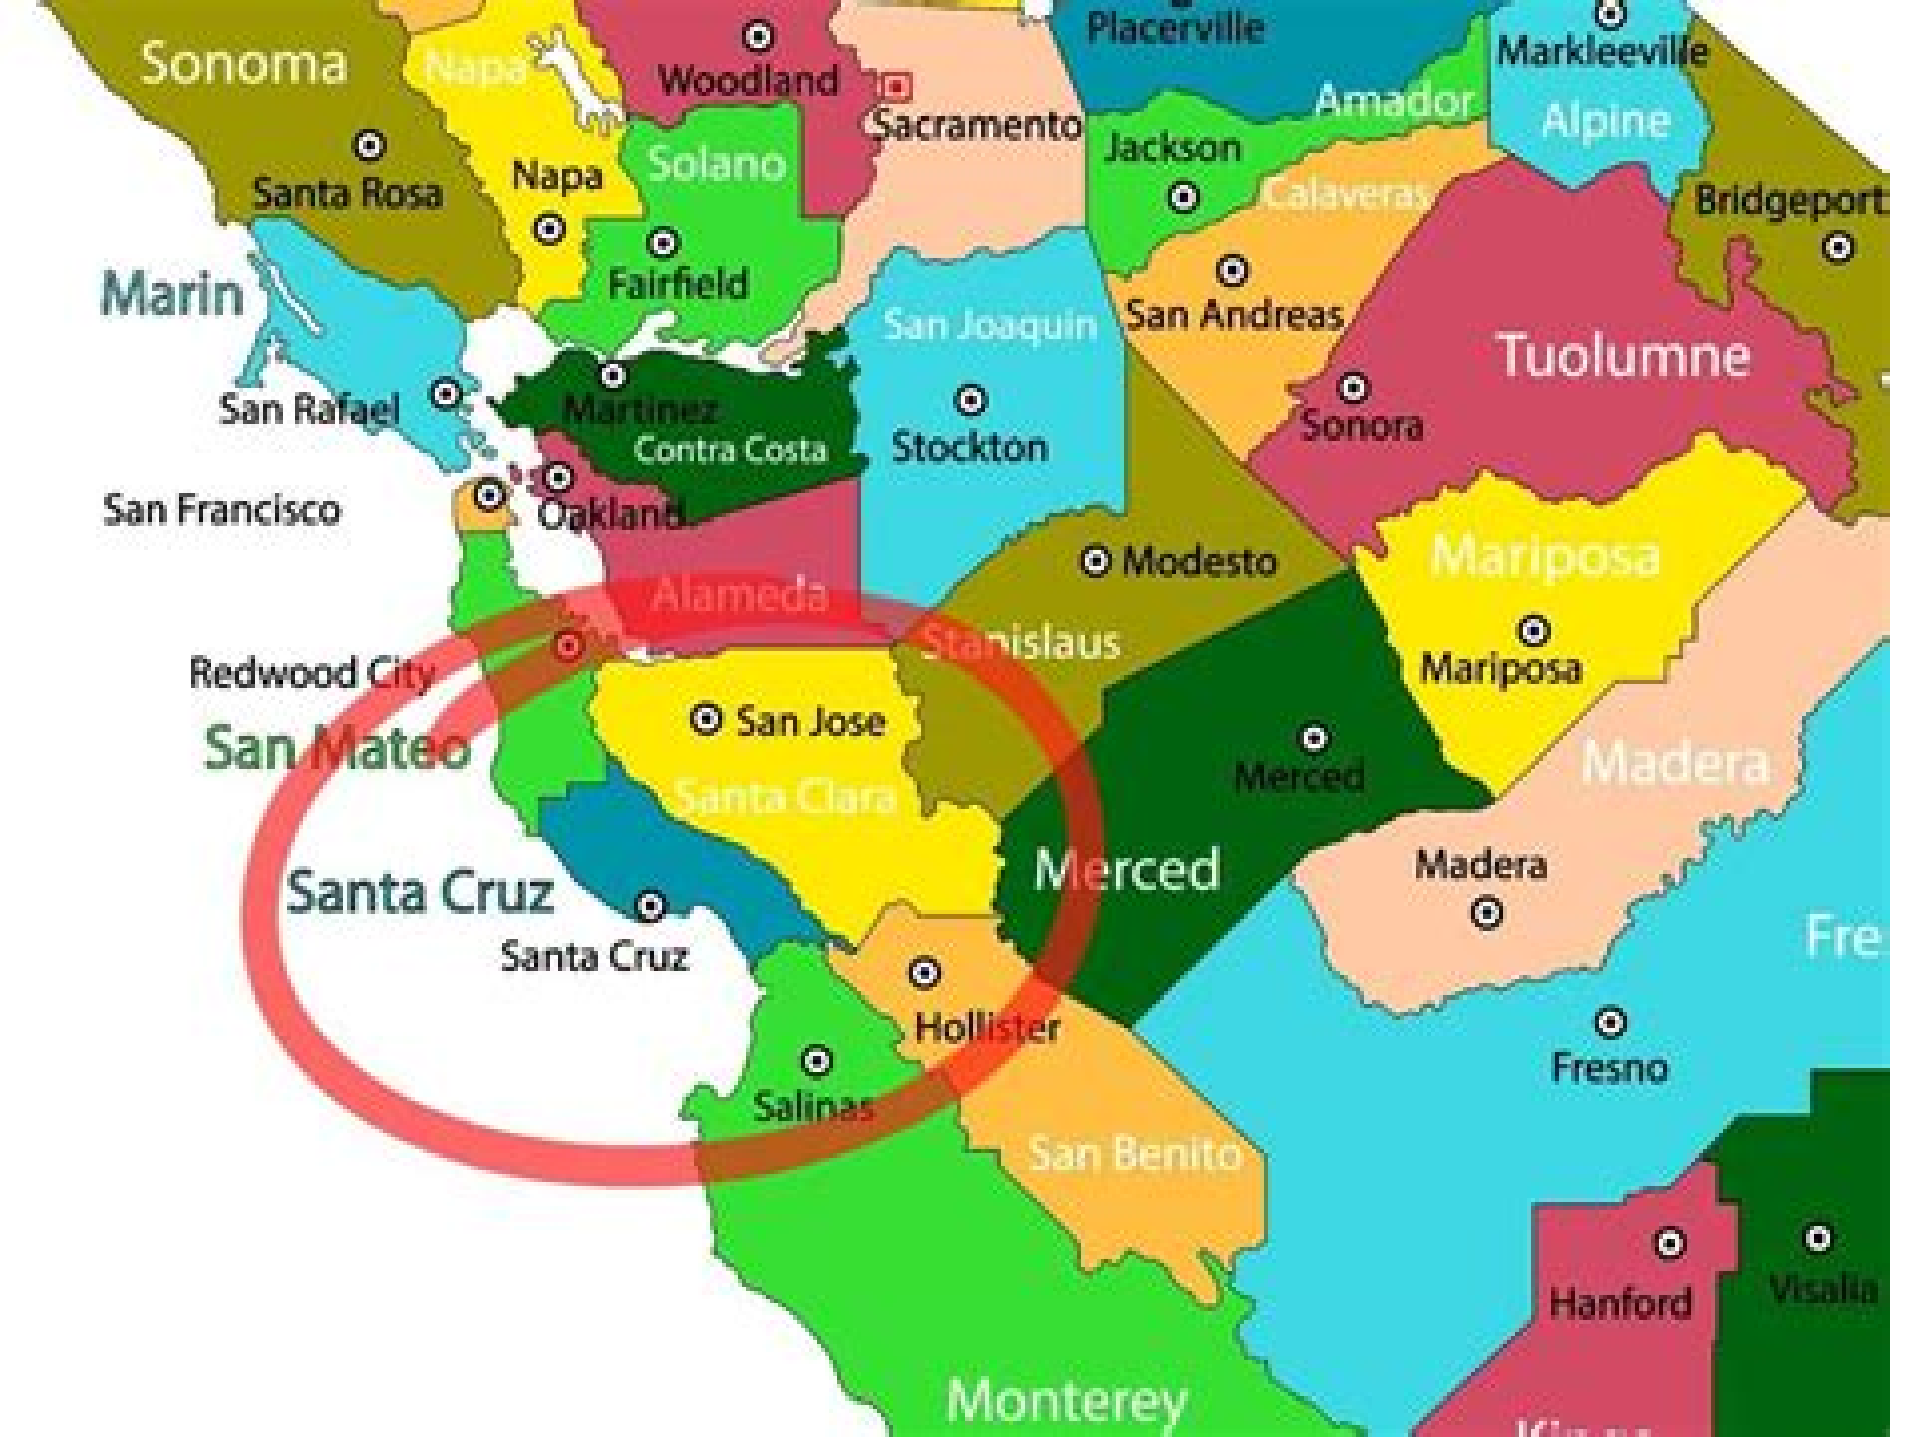 Placerville
Markleeville
Sonoma
Napa
Woodland
Amador
Alpine
Sacramento
Jackson
Solano
Napa
Santa Rosa
Calaveras
Bridgeport
Fairfield
Marin
San Joaquin
San Andreas
Tuolumne
San Rafael
Martinez
Contra Costa
Stockton
Sonora
San Francisco
Oakland
Modesto
Mariposa
Alameda
Stanislaus
Redwood City
Mariposa
San Mateo
San Jose
Merced
Madera
Santa Clara
Santa Cruz
Merced
Madera
Fre
Santa Cruz
Hollister
Fresno
Salinas
San Benito
Hanford
Visalia
Monterey